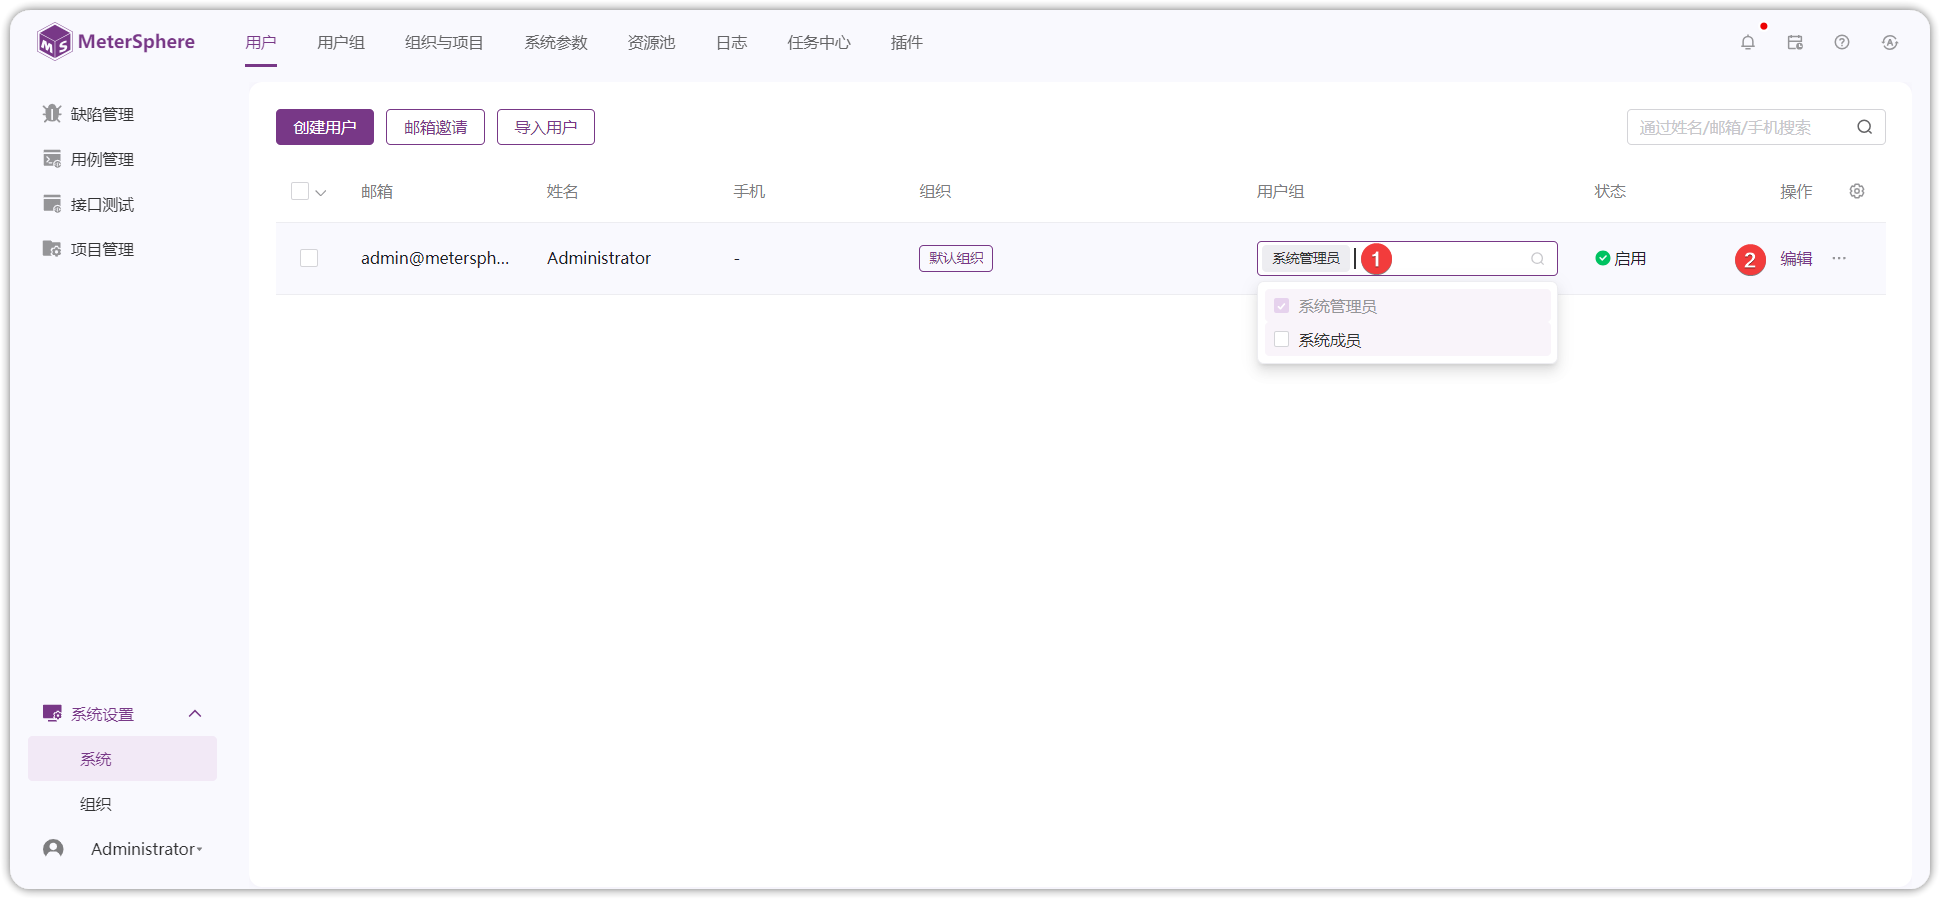 MeterSphere
用户 用户组 组织与项目 系统参数 资源池 日志 任务中心 插件
缺陷管理
用例管理
接口测试
项目管理
系统设置
系统
组织
Administrator
创建用户 邮箱邀请 导入用户 通过姓名/邮箱/手机搜索
邮箱 姓名 手机 组织 用户组 状态 操作
admin@metersph... Administrator - 默认组织 系统管理员 1 启用 2 编辑 ...
系统管理员
系统成员